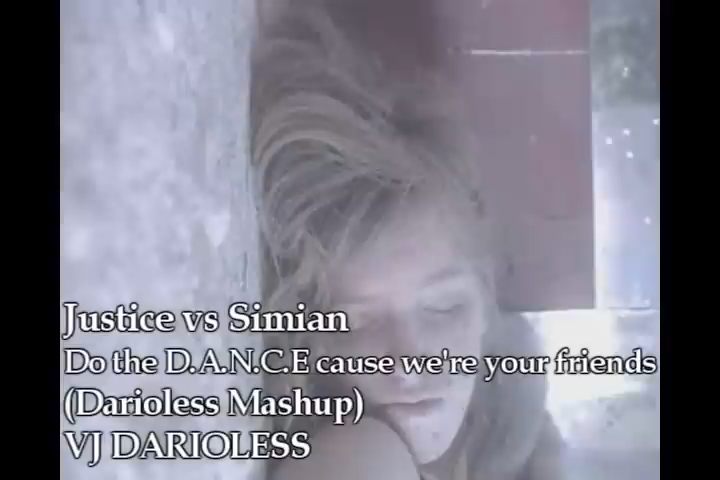 Justice vs Simian
Do the D.A.N.C.E cause we're your friends
(Darioless Mashup)
VJ DARIOLESS